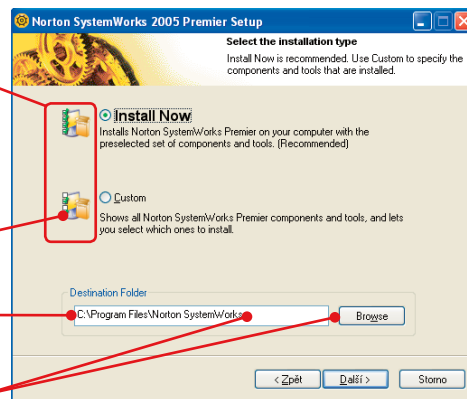 Norton SystemWorks 2005 Premier Setup
Select the installation type
Install Now is recommended. Use Custom to specify the
components and tools that are installed.
Install Now
Installs Norton SystemWorks Premier on your computer with the
preselected set of components and tools. (Recommended)
Custom
Shows all Norton SystemWorks Premier components and tools, and lets
you select which ones to install.
Destination Folder
C:\Program Files\Norton SystemWorks
Browse
< Zpět
Další >
Storno